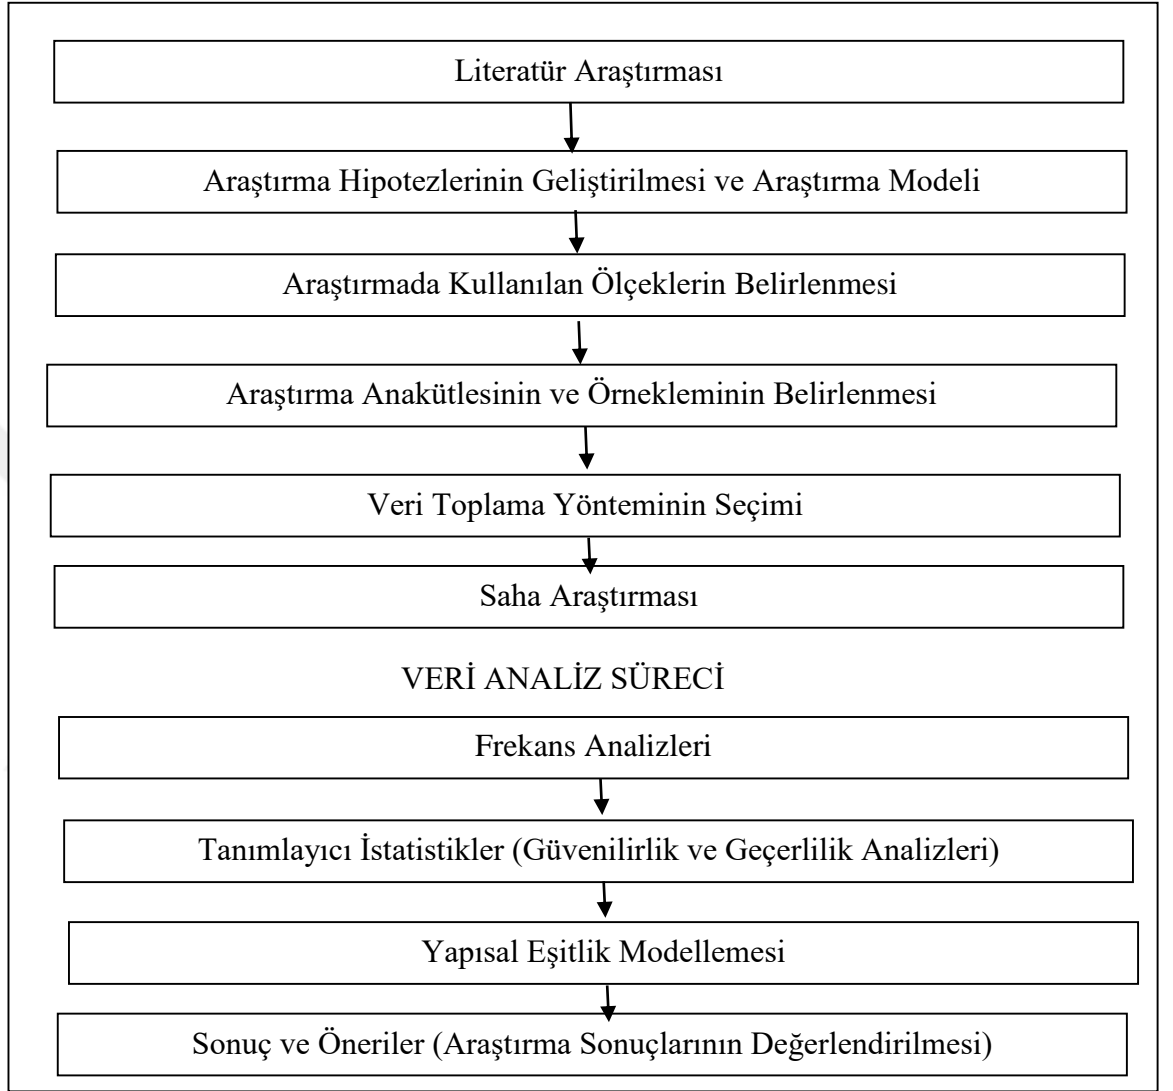 Literatür Araştırması
Araştırma Hipotezlerinin Geliştirilmesi ve Araştırma Modeli
Araştırmada Kullanılan Ölçeklerin Belirlenmesi
Araştırma Anakütlesinin ve Örnekleminin Belirlenmesi
Veri Toplama Yönteminin Seçimi
Saha Araştırması
VERİ ANALİZ SÜRECİ
Frekans Analizleri
Tanımlayıcı İstatistikler (Güvenilirlik ve Geçerlilik Analizleri)
Yapısal Eşitlik Modellemesi
Sonuç ve Öneriler (Araştırma Sonuçlarının Değerlendirilmesi)